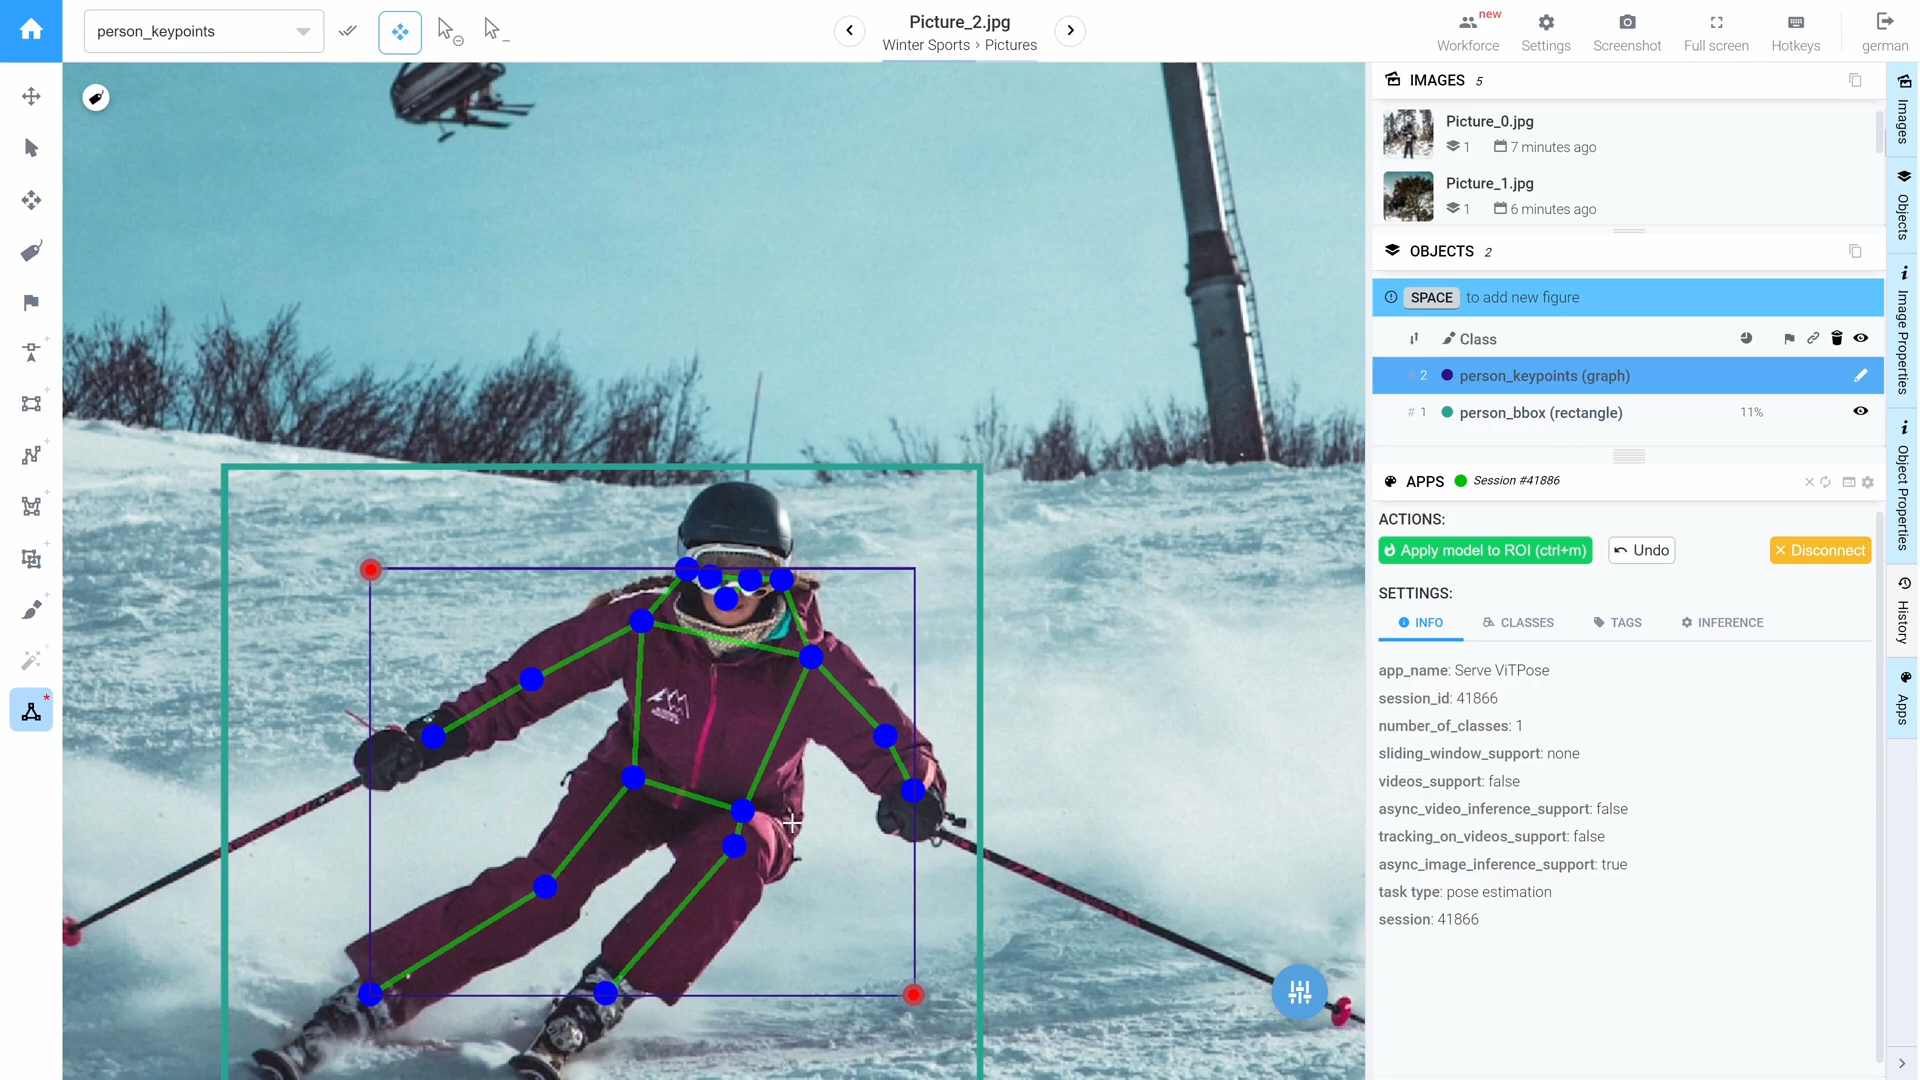 person_keypoints
Picture_2.jpg
Winter Sports › Pictures
new
Workforce
Settings
Screenshot
Full screen
Hotkeys
german
IMAGES 5
Picture_0.jpg
1 7 minutes ago
Picture_1.jpg
1 6 minutes ago
OBJECTS 2
SPACE to add new figure
Class
# 2 person_keypoints (graph)
# 1 person_bbox (rectangle) 11%
APPS Session #41886
ACTIONS:
Apply model to ROI (ctrl+m)
Undo
Disconnect
SETTINGS:
INFO
CLASSES
TAGS
INFERENCE
app_name: Serve ViTPose
session_id: 41866
number_of_classes: 1
sliding_window_support: none
videos_support: false
async_video_inference_support: false
tracking_on_videos_support: false
async_image_inference_support: true
task type: pose estimation
session: 41866
Images
Objects
Image Properties
Object Properties
History
Apps